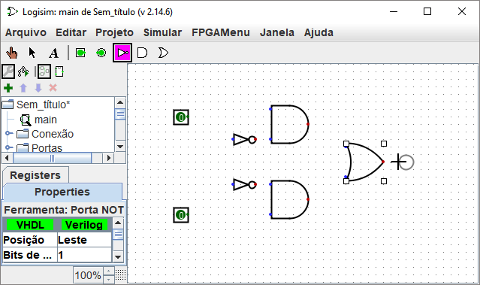 Logisim: main de Sem_título (v 2.14.6)
Arquivo Editar Projeto Simular FPGAMenu Janela Ajuda
A
Sem_título*
main
Conexão
Portas
Registers
Properties
Ferramenta: Porta NOT
VHDL Verilog
Posição Leste
Bits de ... 1
100%
0
0